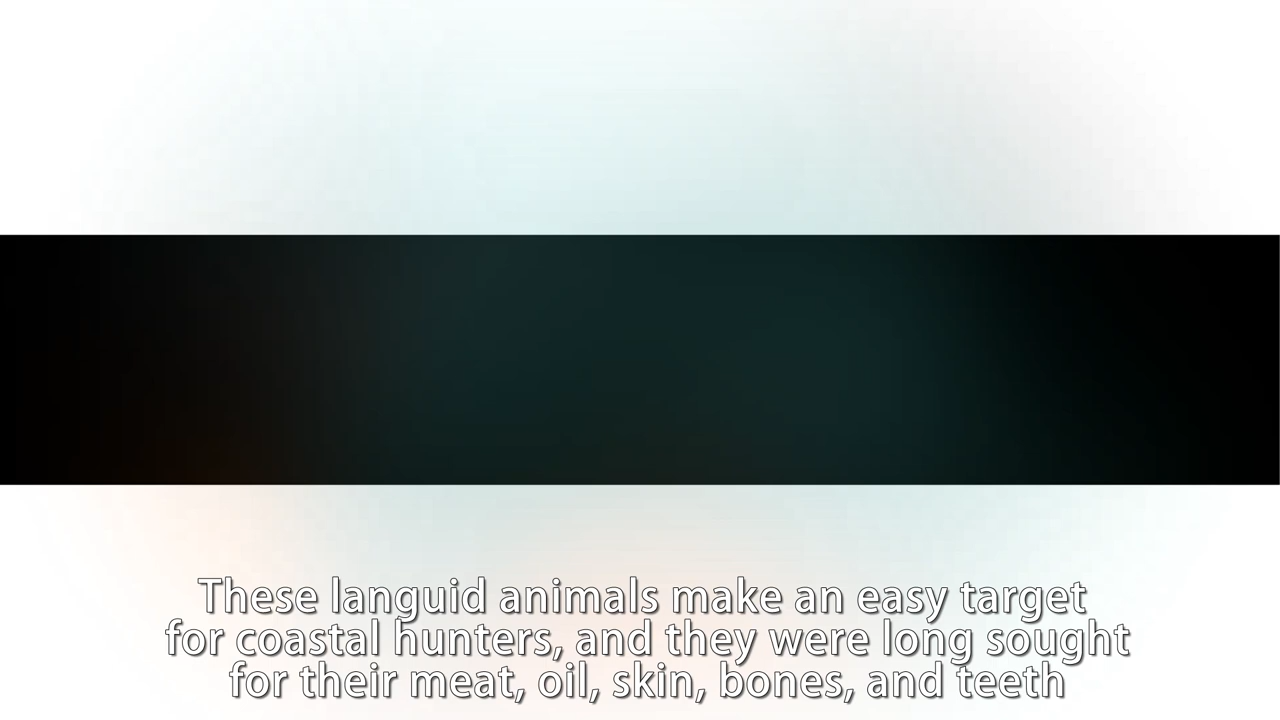 These languid animals make an easy target
for coastal hunters, and they were long sought
for their meat, oil, skin, bones, and teeth